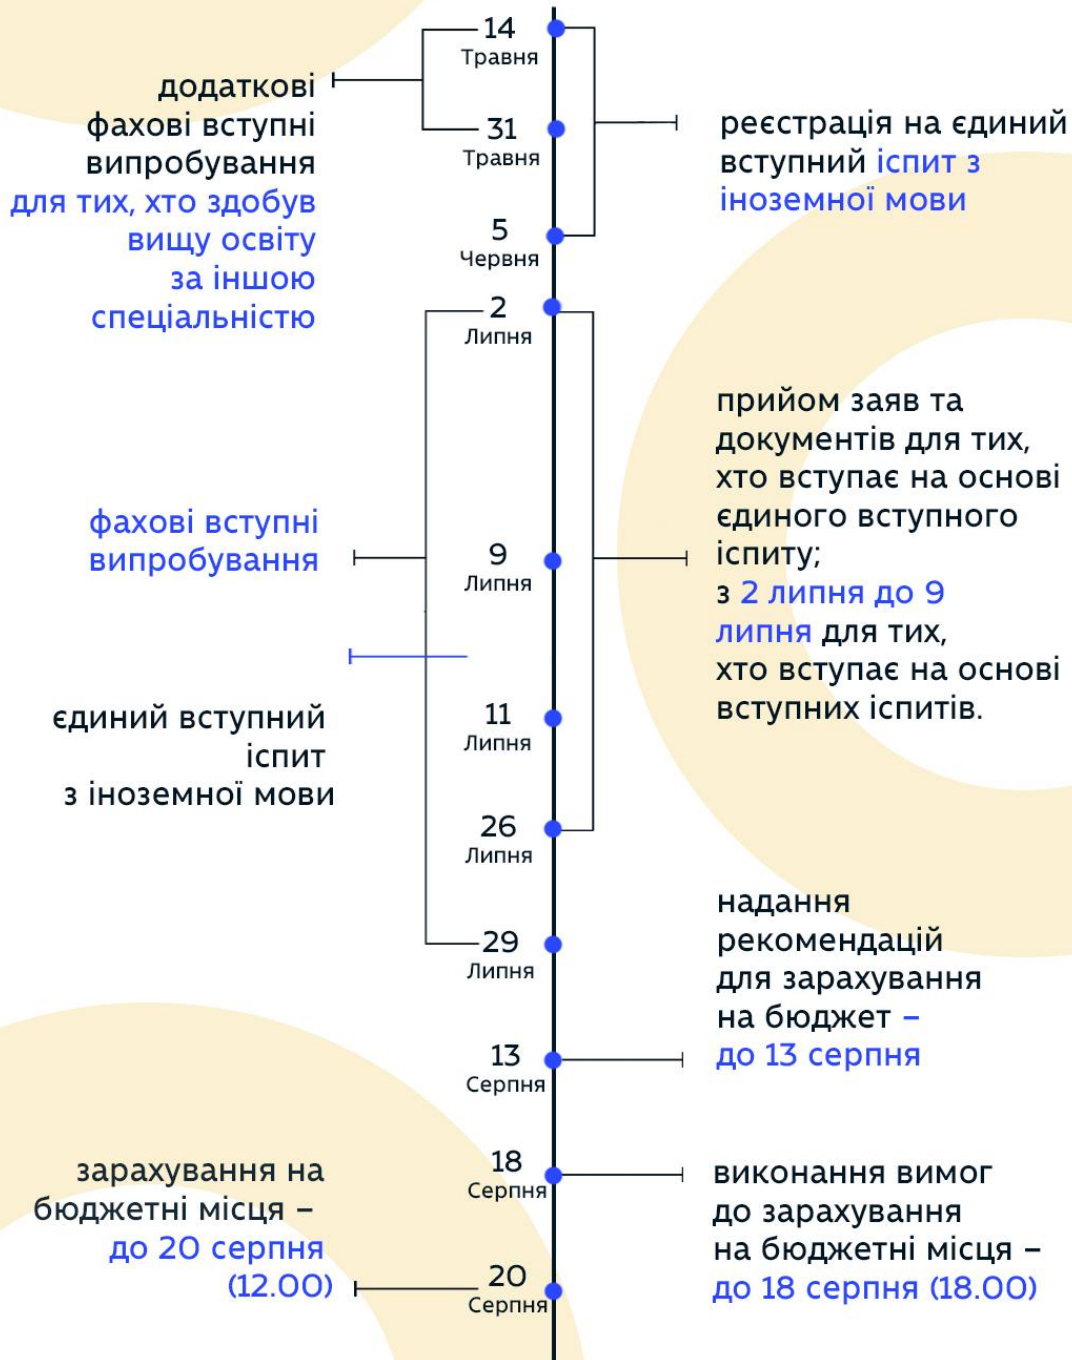 14
Травня
додаткові
фахові вступні
випробування
для тих, хто здобув
вищу освіту
за іншою
спеціальністю
31
Травня
реєстрація на єдиний
вступний іспит з
іноземної мови
5
Червня
2
Липня
прийом заяв та
документів для тих,
хто вступає на основі
єдиного вступного
іспиту;
з 2 липня до 9
липня для тих,
хто вступає на основі
вступних іспитів.
фахові вступні
випробування
9
Липня
єдиний вступний
іспит
з іноземної мови
11
Липня
26
Липня
29
Липня
надання
рекомендацій
для зарахування
на бюджет –
до 13 серпня
13
Серпня
18
Серпня
виконання вимог
до зарахування
на бюджетні місця –
до 18 серпня (18.00)
зарахування на
бюджетні місця –
до 20 серпня
(12.00)
20
Серпня